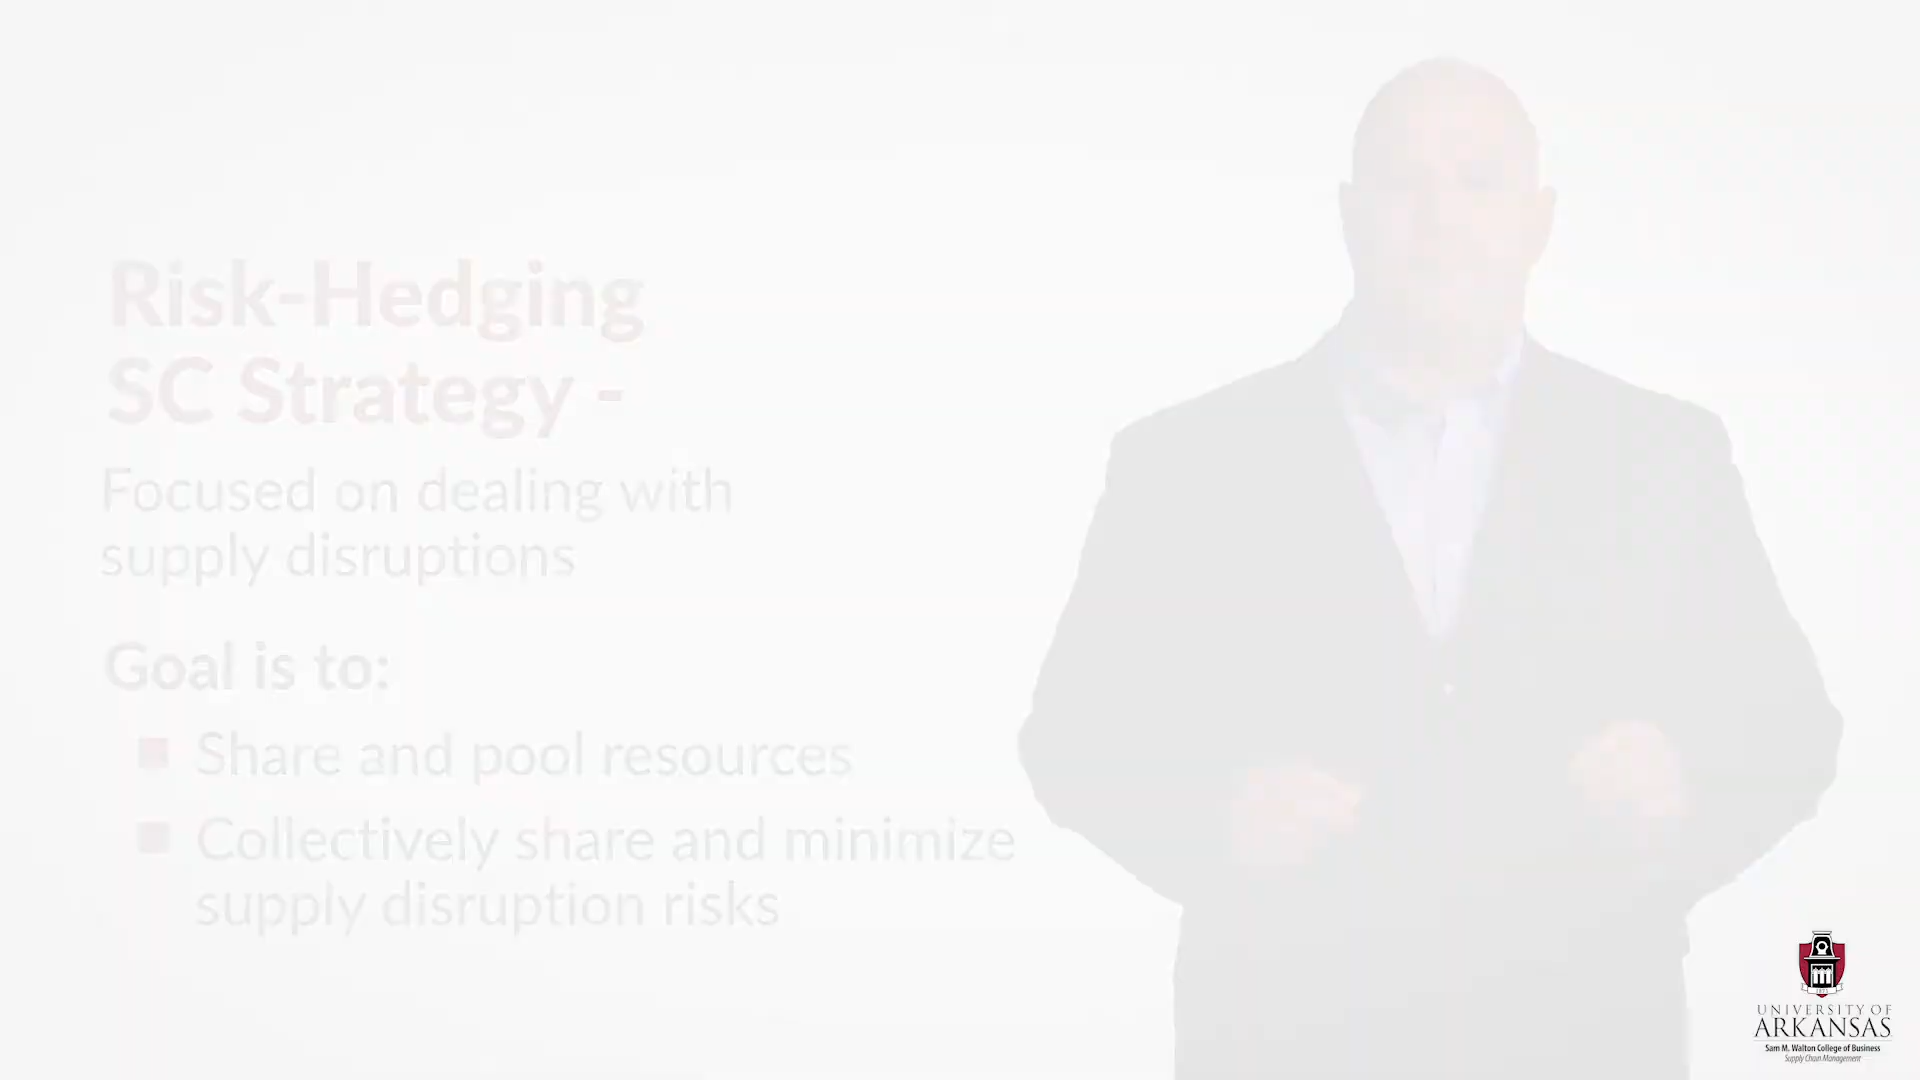 Risk-Hedging
SC Strategy -
Focused on dealing with
supply disruptions
Goal is to:
Share and pool resources
Collectively share and minimize
supply disruption risks
1871
UNIVERSITY OF
ARKANSAS
Sam M. Walton College of Business
Supply Chain Management